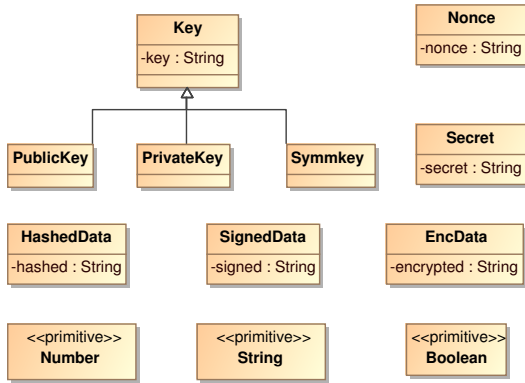 Key
-key : String
Nonce
-nonce : String
PublicKey
PrivateKey
Symmkey
Secret
-secret : String
HashedData
-hashed : String
SignedData
-signed : String
EncData
-encrypted : String
<<primitive>>
Number
<<primitive>>
String
<<primitive>>
Boolean